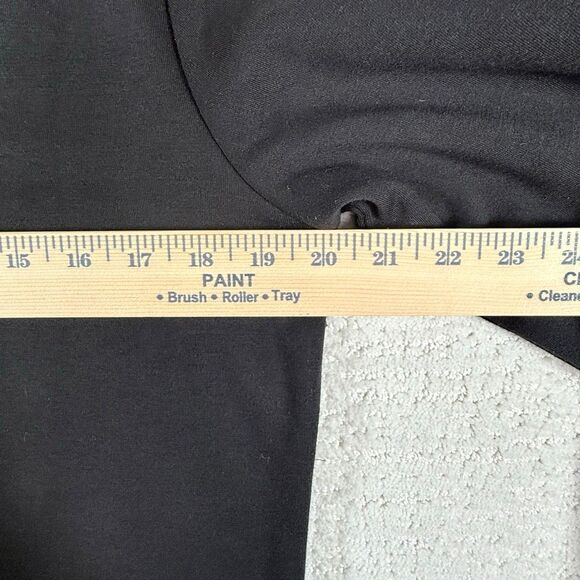 15 16 17 18 19 20 21 22 23
PAINT
• Brush • Roller • Tray
• Cleane